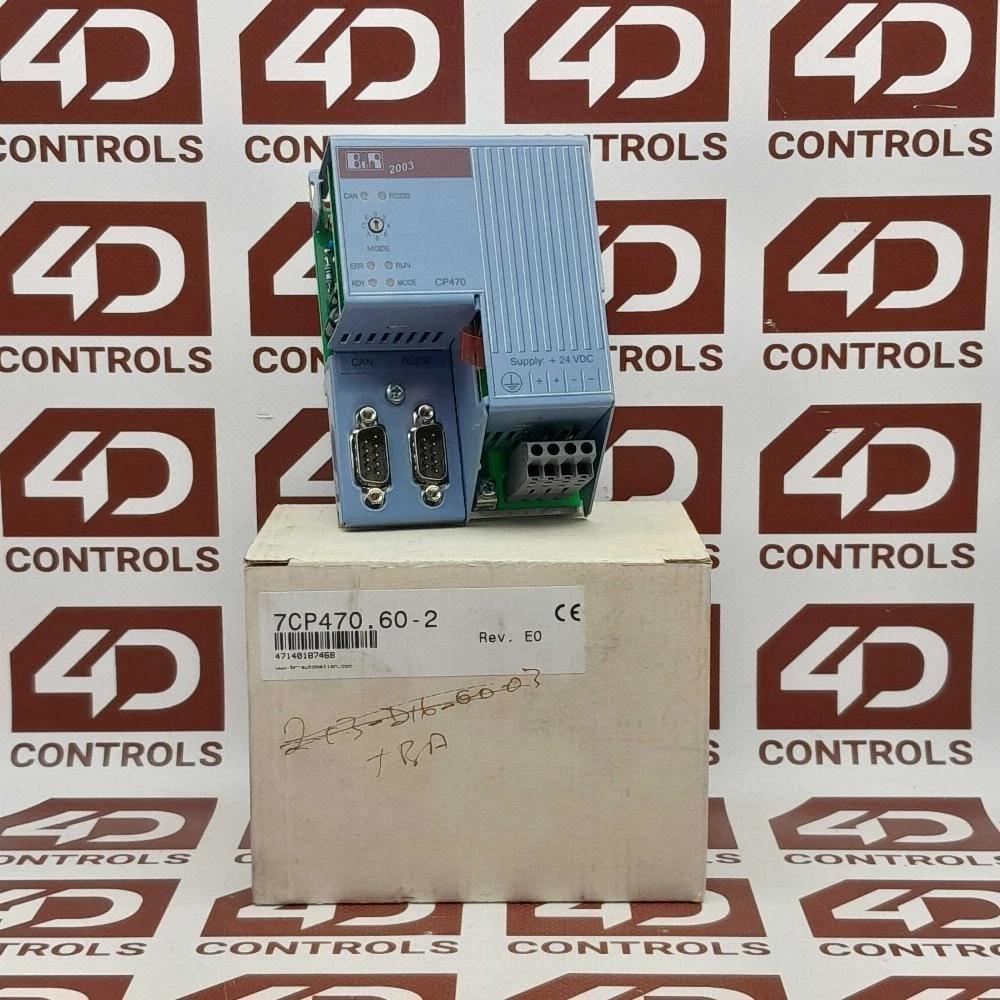 4D CONTROLS
B&R 2003
CAN RS232
MODE
ERR RUN
RDY MODE CP470
CAN RS232
Supply: + 24 VDC
+ + − −
7CP470.60-2
Rev. E0
CE
47140187468
www.br-automation.com
TBA